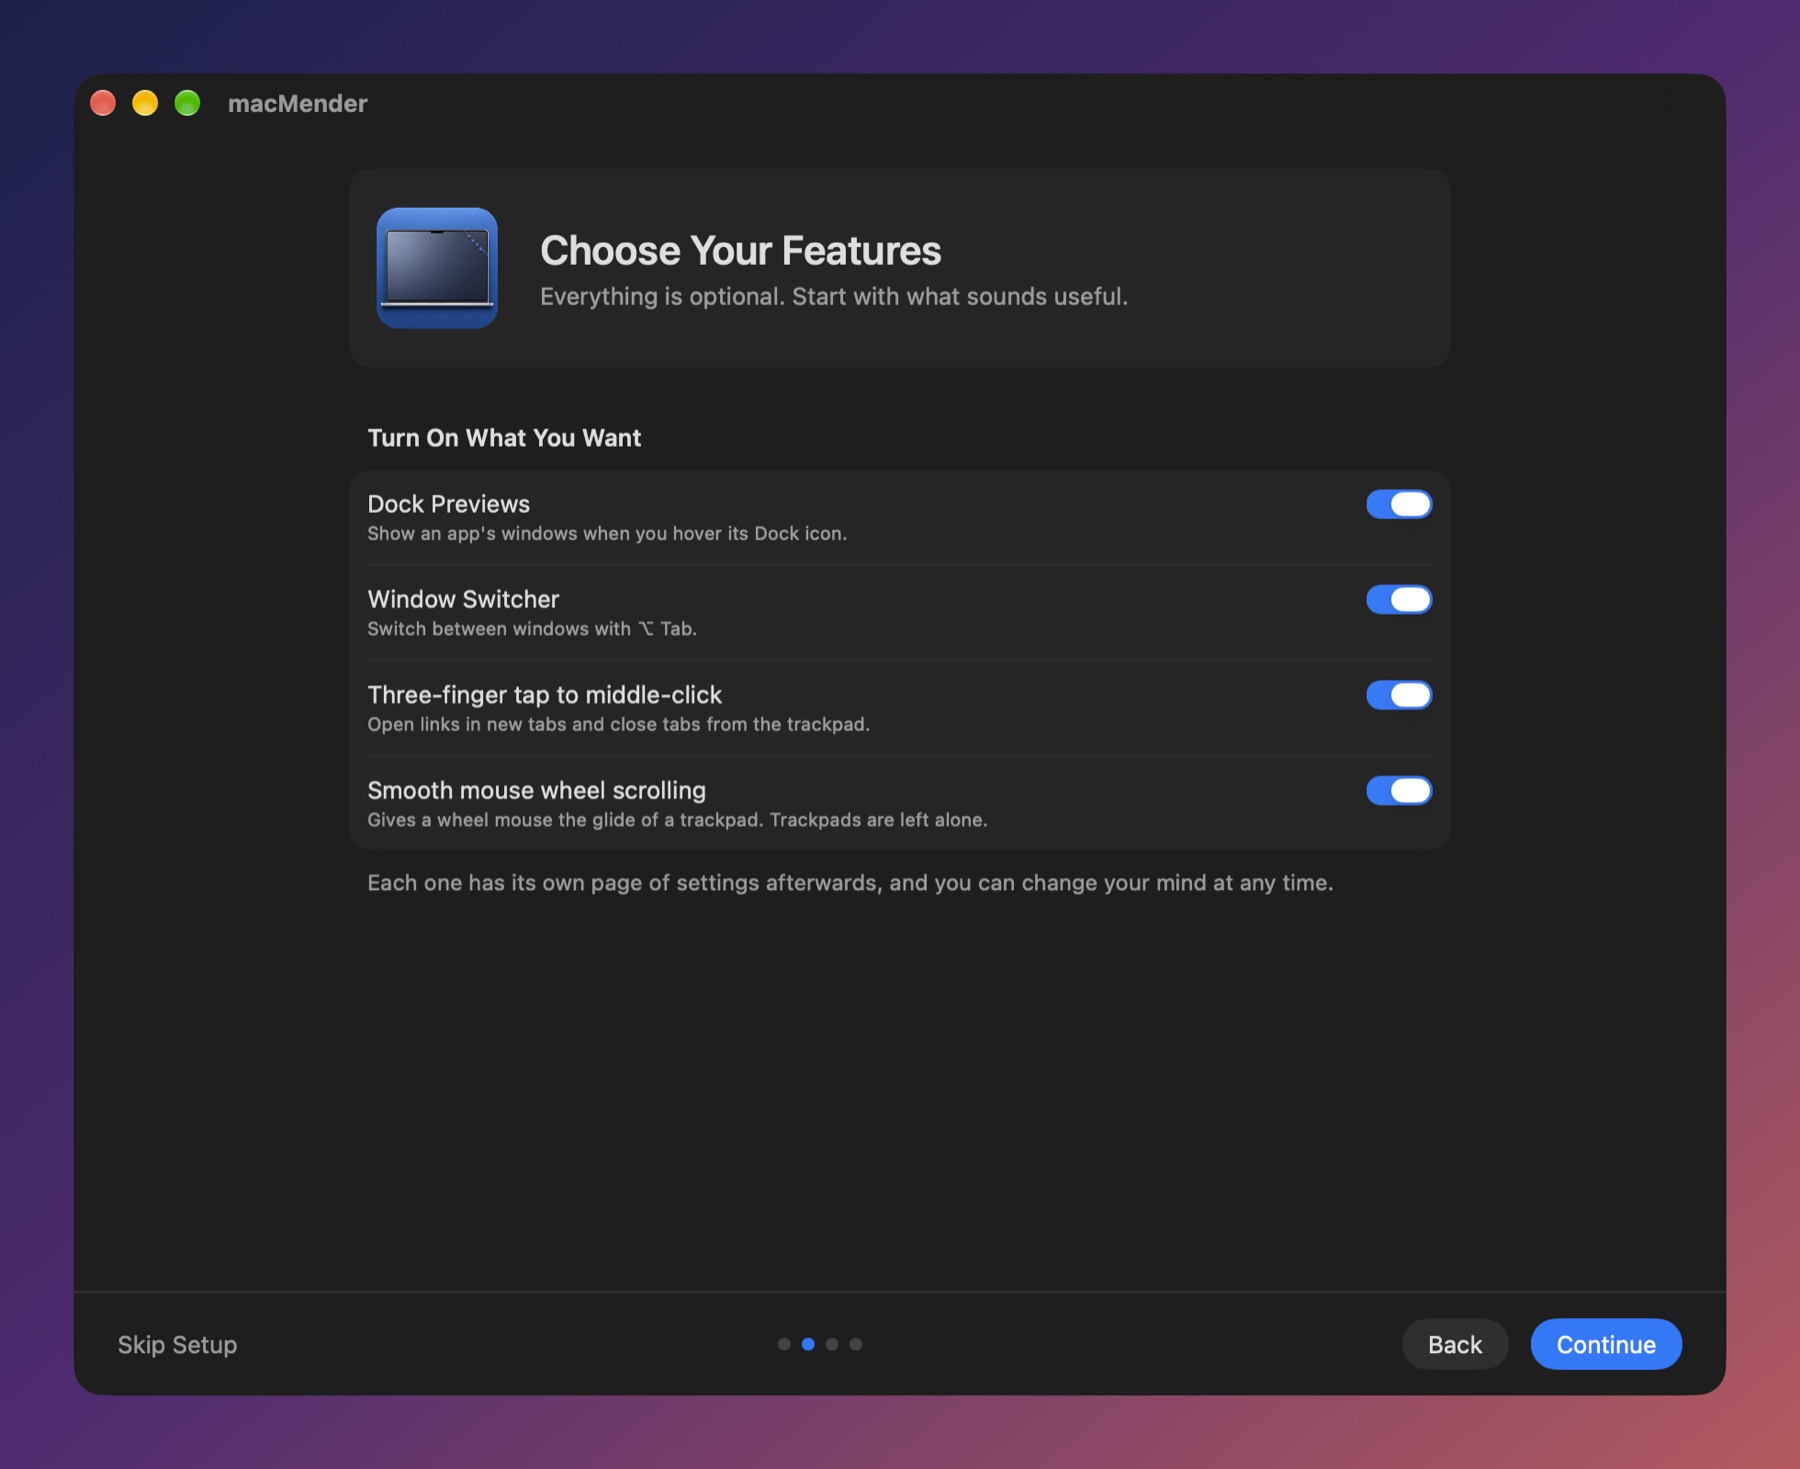 macMender
Choose Your Features
Everything is optional. Start with what sounds useful.
Turn On What You Want
Dock Previews
Show an app's windows when you hover its Dock icon.
Window Switcher
Switch between windows with ⌥ Tab.
Three-finger tap to middle-click
Open links in new tabs and close tabs from the trackpad.
Smooth mouse wheel scrolling
Gives a wheel mouse the glide of a trackpad. Trackpads are left alone.
Each one has its own page of settings afterwards, and you can change your mind at any time.
Skip Setup
Back
Continue